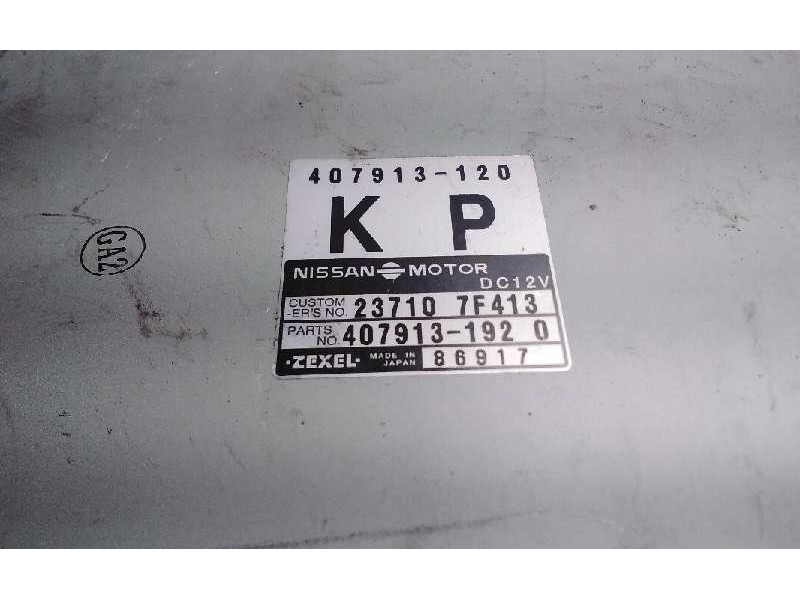 407913-120
K P
NISSAN MOTOR
DC12V
CUSTOM -ER'S NO. 23710 7F413
PARTS NO. 407913-192 0
·ZEXEL· MADE IN JAPAN 86917
GA2